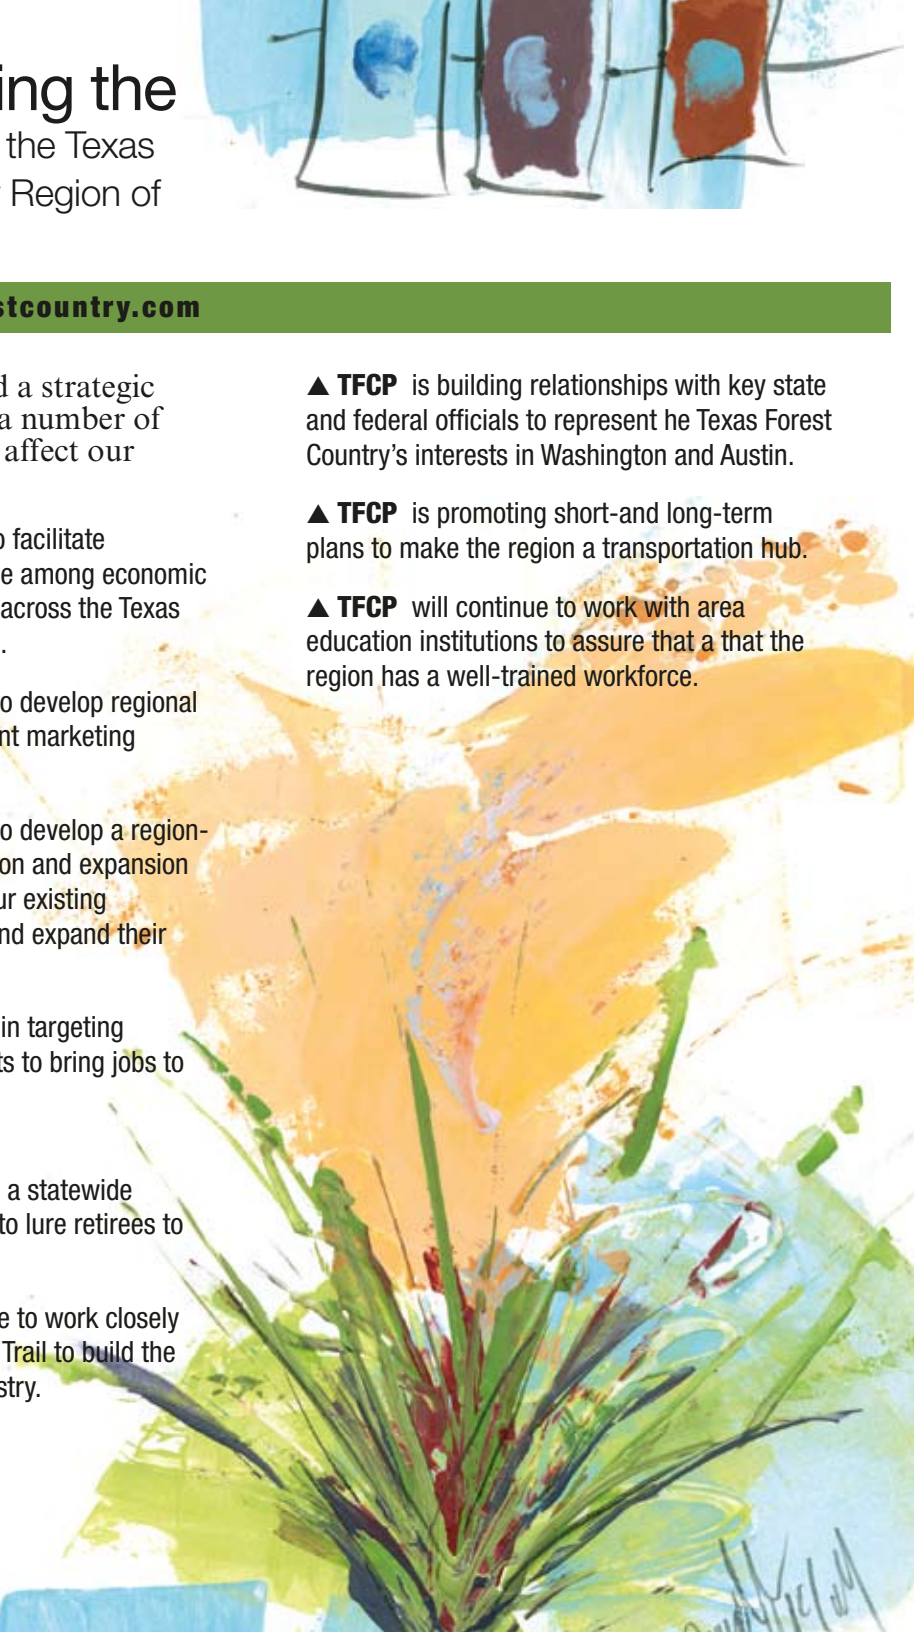 ing the
the Texas
Region of
stcountry.com
d a strategic
a number of
affect our
o facilitate
e among economic
across the Texas
.
o develop regional
nt marketing
o develop a region-
on and expansion
ur existing
nd expand their
in targeting
ts to bring jobs to
a statewide
to lure retirees to
e to work closely
Trail to build the
stry.
▲ TFCP is building relationships with key state
and federal officials to represent he Texas Forest
Country's interests in Washington and Austin.
▲ TFCP is promoting short-and long-term
plans to make the region a transportation hub.
▲ TFCP will continue to work with area
education institutions to assure that a that the
region has a well-trained workforce.